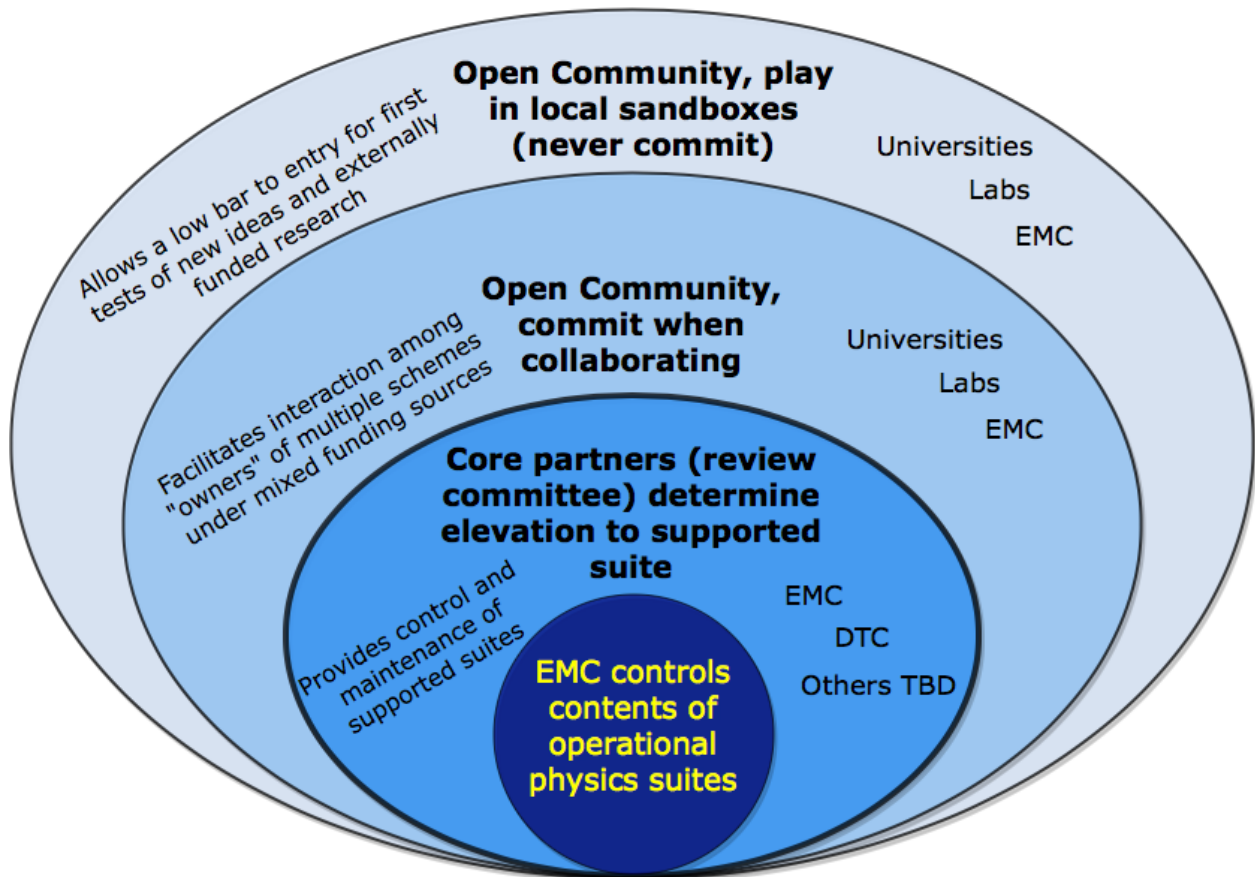 Open Community, play
in local sandboxes
(never commit)
Allows a low bar to entry for first
tests of new ideas and externally
funded research
Universities
Labs
EMC
Open Community,
commit when
collaborating
Facilitates interaction among
"owners" of multiple schemes
under mixed funding sources
Universities
Labs
EMC
Core partners (review
committee) determine
elevation to supported
suite
Provides control and
maintenance of
supported suites
EMC
DTC
Others TBD
EMC controls
contents of
operational
physics suites